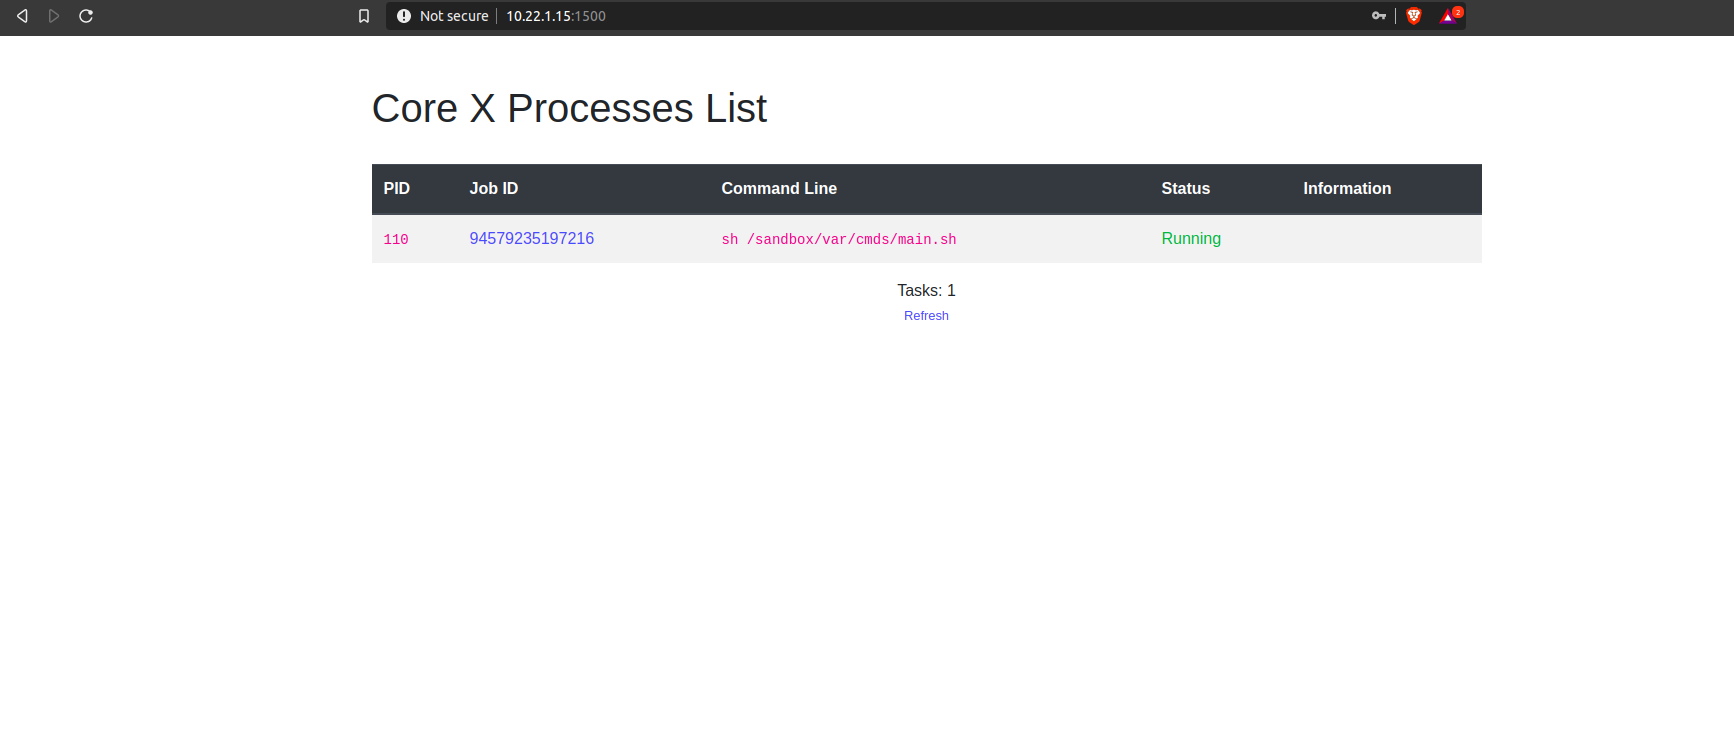 Not secure 10.22.1.15:1500 2
Core X Processes List
PID Job ID Command Line Status Information
110 94579235197216 sh /sandbox/var/cmds/main.sh Running
Tasks: 1
Refresh